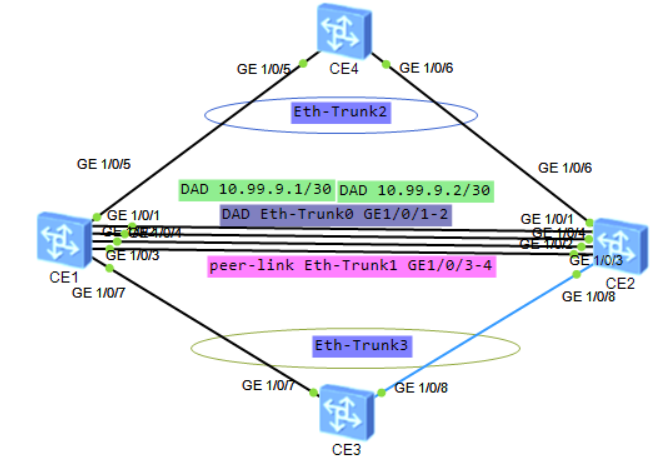 CE4
GE 1/0/5
GE 1/0/6
Eth-Trunk2
GE 1/0/5
GE 1/0/6
DAD 10.99.9.1/30
DAD 10.99.9.2/30
GE 1/0/1
DAD Eth-Trunk0 GE1/0/1-2
GE 1/0/1
GE 1/0/4
GE 1/0/4
GE 1/0/2
GE 1/0/3
peer-link Eth-Trunk1 GE1/0/3-4
GE 1/0/3
CE1
CE2
GE 1/0/7
GE 1/0/8
Eth-Trunk3
GE 1/0/7
GE 1/0/8
CE3